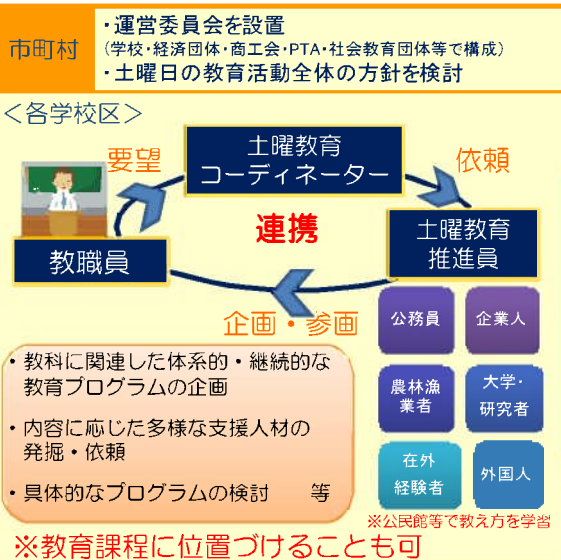 市町村
・運営委員会を設置
(学校・経済団体・商工会・PTA・社会教育団体等で構成)
・土曜日の教育活動全体の方針を検討
＜各学校区＞
要望
土曜教育
コーディネーター
依頼
連携
教職員
土曜教育
推進員
企画・参画
・教科に関連した体系的・継続的な
教育プログラムの企画
・内容に応じた多様な支援人材の
発掘・依頼
・具体的なプログラムの検討　　等
公務員
企業人
農林漁
業者
大学・
研究者
在外
経験者
外国人
※公民館等で教え方を学習
※教育課程に位置づけることも可